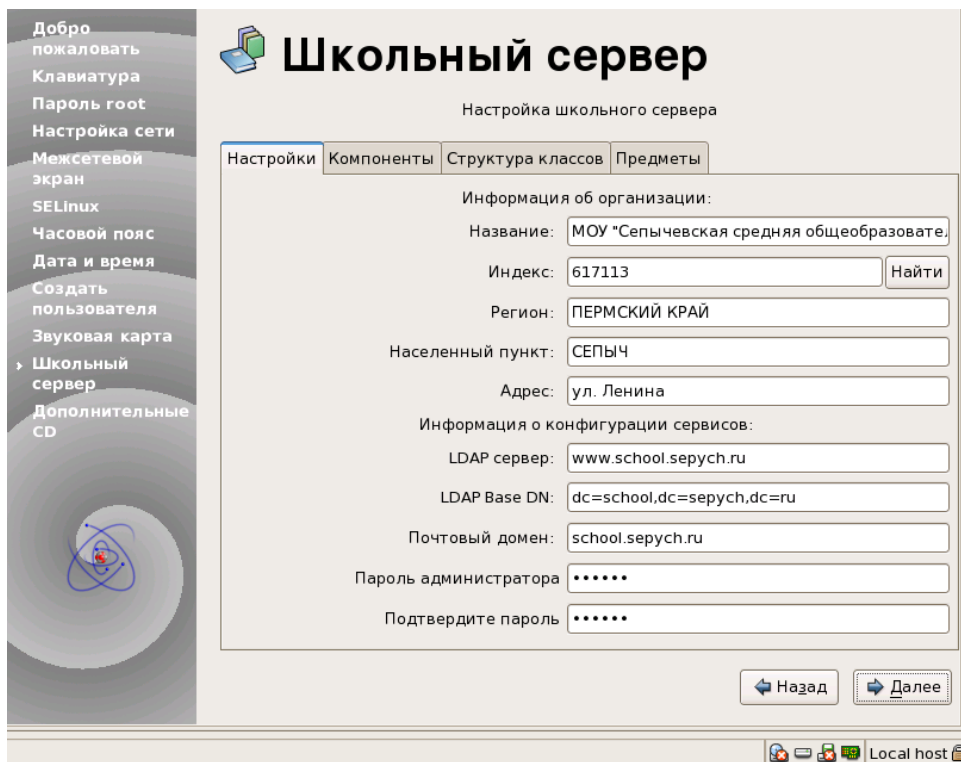 Добро
пожаловать
Клавиатура
Пароль root
Настройка сети
Межсетевой
экран
SELinux
Часовой пояс
Дата и время
Создать
пользователя
Звуковая карта
Школьный
сервер
Дополнительные
CD
Школьный сервер
Настройка школьного сервера
Настройки Компоненты Структура классов Предметы
Информация об организации:
Название: МОУ "Сепычевская средняя общеобразовател
Индекс: 617113 Найти
Регион: ПЕРМСКИЙ КРАЙ
Населенный пункт: СЕПЫЧ
Адрес: ул. Ленина
Информация о конфигурации сервисов:
LDAP сервер: www.school.sepych.ru
LDAP Base DN: dc=school,dc=sepych,dc=ru
Почтовый домен: school.sepych.ru
Пароль администратора ••••••
Подтвердите пароль ••••••
Назад Далее
Local host